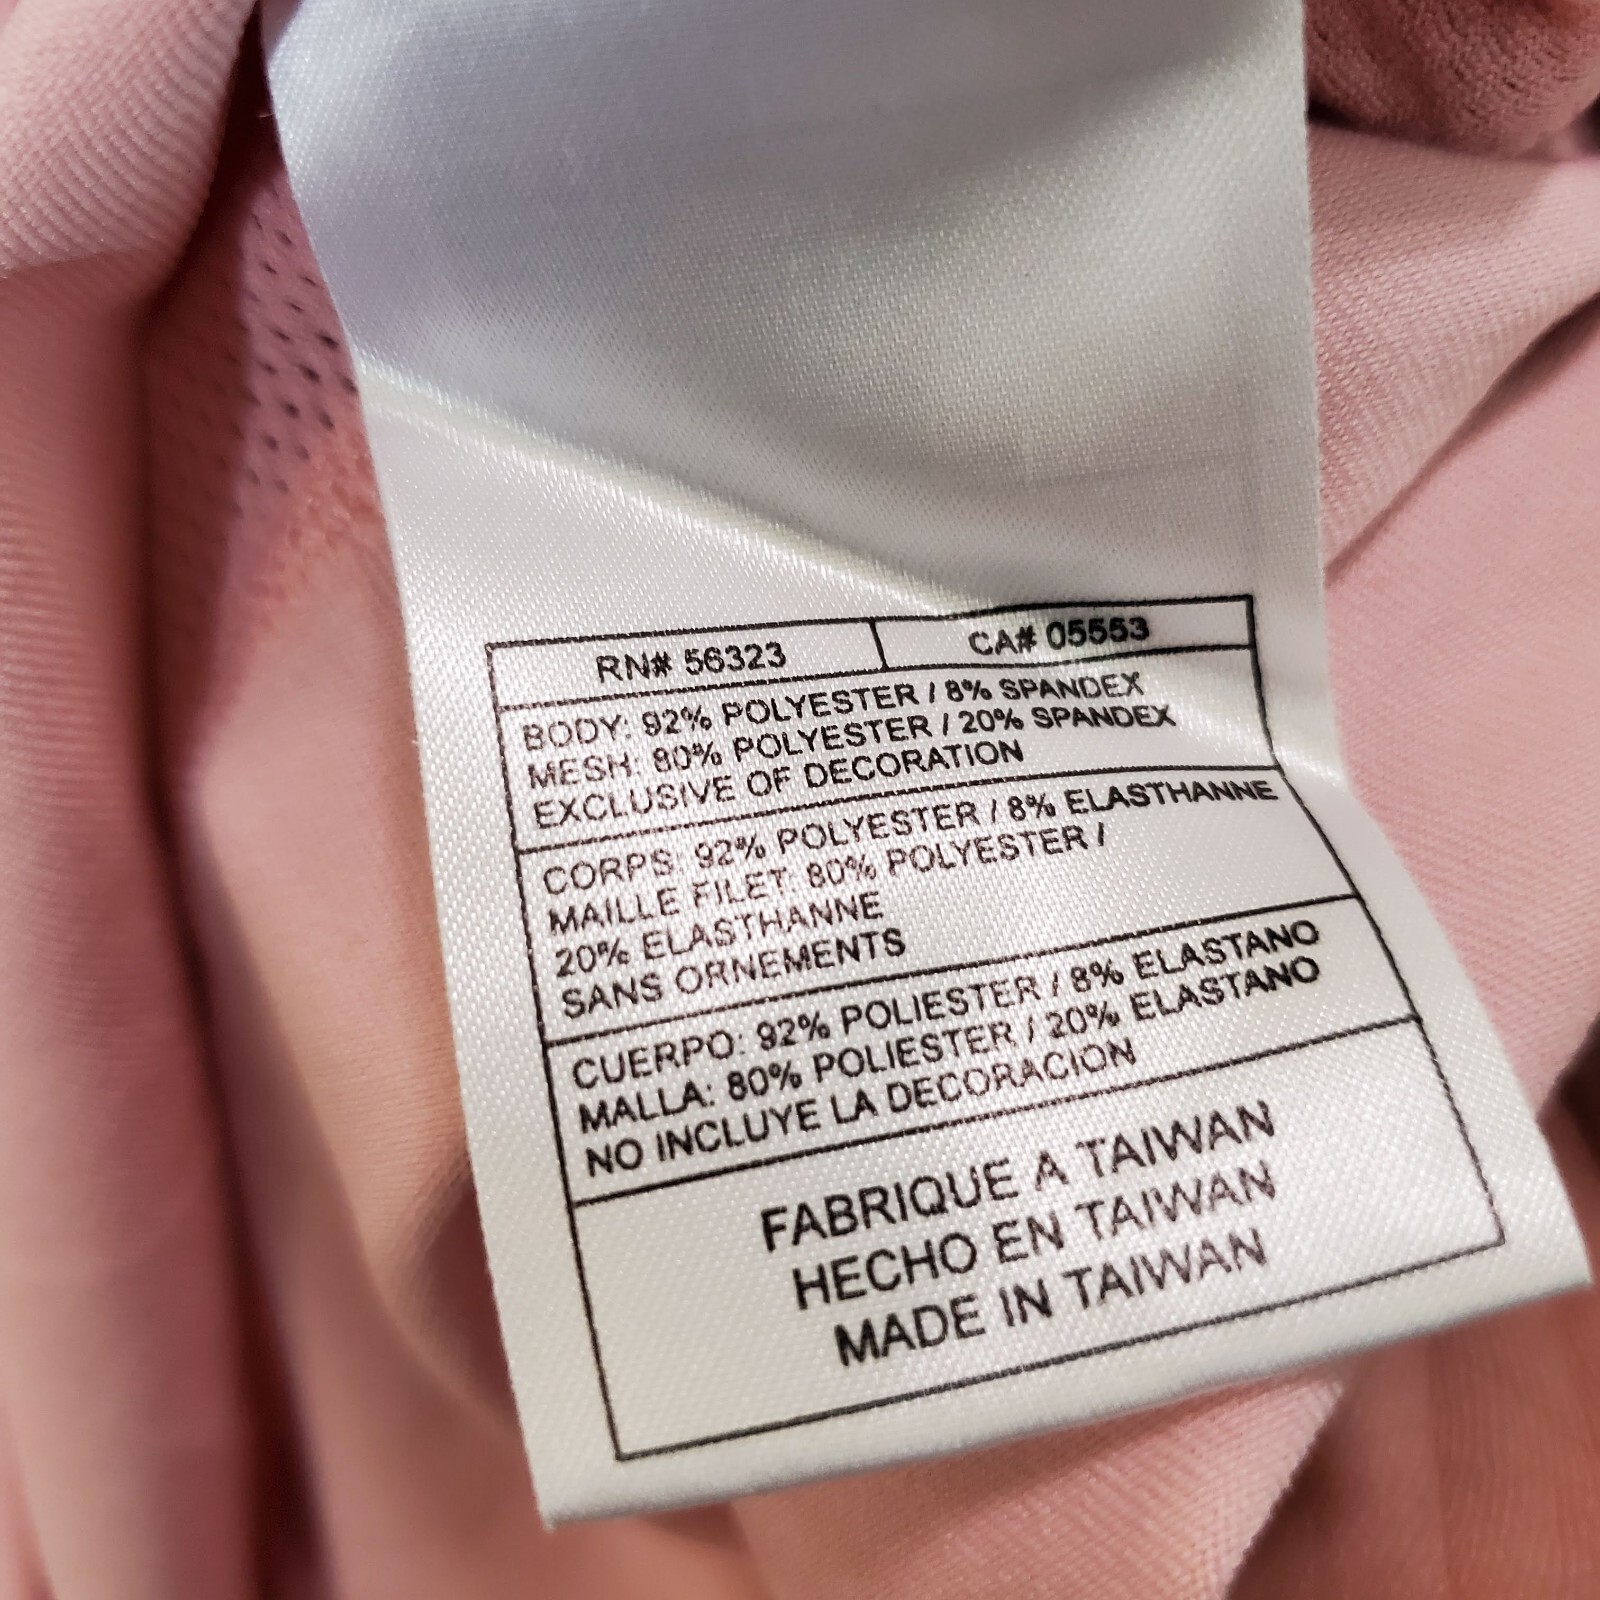 RN# 56323 CA# 05553
BODY: 92% POLYESTER / 8% SPANDEX
MESH: 80% POLYESTER / 20% SPANDEX
EXCLUSIVE OF DECORATION
CORPS: 92% POLYESTER / 8% ELASTHANNE
MAILLE FILET: 80% POLYESTER /
20% ELASTHANNE
SANS ORNEMENTS
CUERPO: 92% POLIESTER / 8% ELASTANO
MALLA: 80% POLIESTER / 20% ELASTANO
NO INCLUYE LA DECORACION
FABRIQUE A TAIWAN
HECHO EN TAIWAN
MADE IN TAIWAN